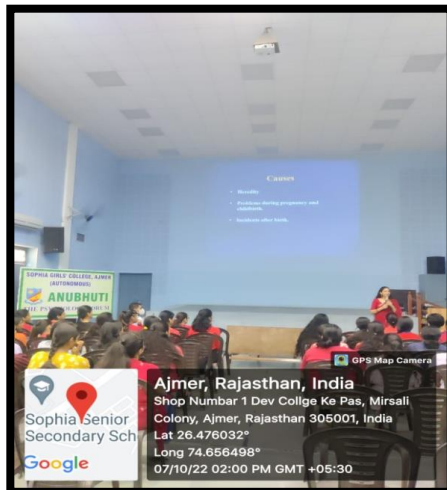 Causes
• Heredity
• Problems during pregnancy and
childbirth.
• Incidents after birth.
SOPHIA GIRLS' COLLEGE, AJMER
(AUTONOMOUS)
ANUBHUTI
GPS Map Camera
Sophia Senior
Secondary Sch
Google
Ajmer, Rajasthan, India
Shop Numbar 1 Dev Collge Ke Pas, Mirsali
Colony, Ajmer, Rajasthan 305001, India
Lat 26.476032°
Long 74.656498°
07/10/22 02:00 PM GMT +05:30